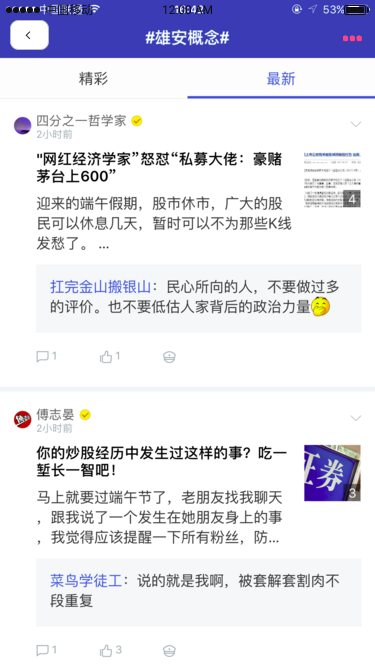 16:42
53%
#雄安概念#
精彩
最新
四分之一哲学家
2小时前
"网红经济学家”怒怼“私募大佬：豪赌
茅台上600”
4
迎来的端午假期，股市休市，广大的股
民可以休息几天，暂时可以不为那些K线
发愁了。 ...
扛完金山搬银山：民心所向的人，不要做过多
的评价。也不要低估人家背后的政治力量
1
1
傅志晏
2小时前
你的炒股经历中发生过这样的事？吃一
堑长一智吧！
证券
3
马上就要过端午节了，老朋友找我聊天
，跟我说了一个发生在她朋友身上的事
，我觉得应该提醒一下所有粉丝，防...
菜鸟学徒工：说的就是我啊，被套解套割肉不
段重复
1
3